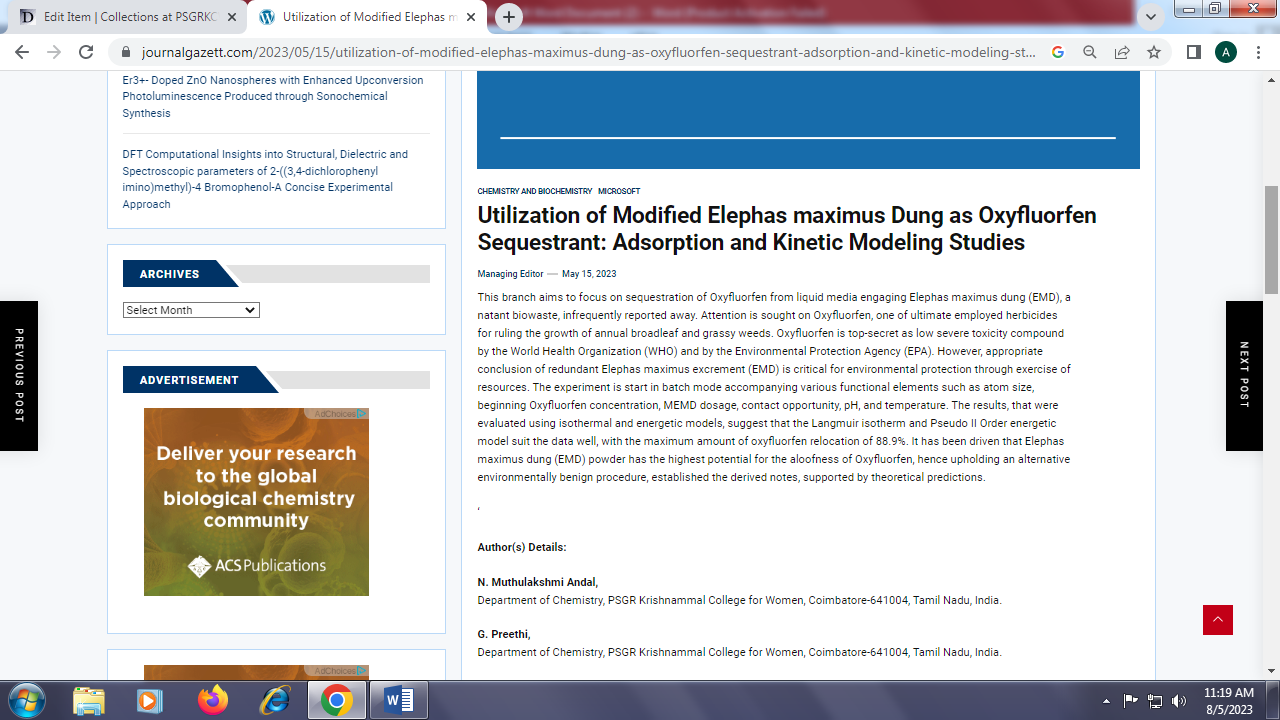 Edit Item | Collections at PSGRKC
Utilization of Modified Elephas m
journalgazett.com/2023/05/15/utilization-of-modified-elephas-maximus-dung-as-oxyfluorfen-sequestrant-adsorption-and-kinetic-modeling-st...
A
Er3+- Doped ZnO Nanospheres with Enhanced Upconversion
Photoluminescence Produced through Sonochemical
Synthesis
DFT Computational Insights into Structural, Dielectric and
Spectroscopic parameters of 2-((3,4-dichlorophenyl
imino)methyl)-4 Bromophenol-A Concise Experimental
Approach
ARCHIVES
Select Month
PREVIOUS POST
ADVERTISEMENT
AdChoices
Deliver your research
to the global
biological chemistry
community
ACS Publications
AdChoices
CHEMISTRY AND BIOCHEMISTRY MICROSOFT
Utilization of Modified Elephas maximus Dung as Oxyfluorfen
Sequestrant: Adsorption and Kinetic Modeling Studies
Managing Editor — May 15, 2023
This branch aims to focus on sequestration of Oxyfluorfen from liquid media engaging Elephas maximus dung (EMD), a
natant biowaste, infrequently reported away. Attention is sought on Oxyfluorfen, one of ultimate employed herbicides
for ruling the growth of annual broadleaf and grassy weeds. Oxyfluorfen is top-secret as low severe toxicity compound
by the World Health Organization (WHO) and by the Environmental Protection Agency (EPA). However, appropriate
conclusion of redundant Elephas maximus excrement (EMD) is critical for environmental protection through exercise of
resources. The experiment is start in batch mode accompanying various functional elements such as atom size,
beginning Oxyfluorfen concentration, MEMD dosage, contact opportunity, pH, and temperature. The results, that were
evaluated using isothermal and energetic models, suggest that the Langmuir isotherm and Pseudo II Order energetic
model suit the data well, with the maximum amount of oxyfluorfen relocation of 88.9%. It has been driven that Elephas
maximus dung (EMD) powder has the highest potential for the aloofness of Oxyfluorfen, hence upholding an alternative
environmentally benign procedure, established the derived notes, supported by theoretical predictions.
‘
Author(s) Details:
N. Muthulakshmi Andal,
Department of Chemistry, PSGR Krishnammal College for Women, Coimbatore-641004, Tamil Nadu, India.
G. Preethi,
Department of Chemistry, PSGR Krishnammal College for Women, Coimbatore-641004, Tamil Nadu, India.
NEXT POST
11:19 AM
8/5/2023